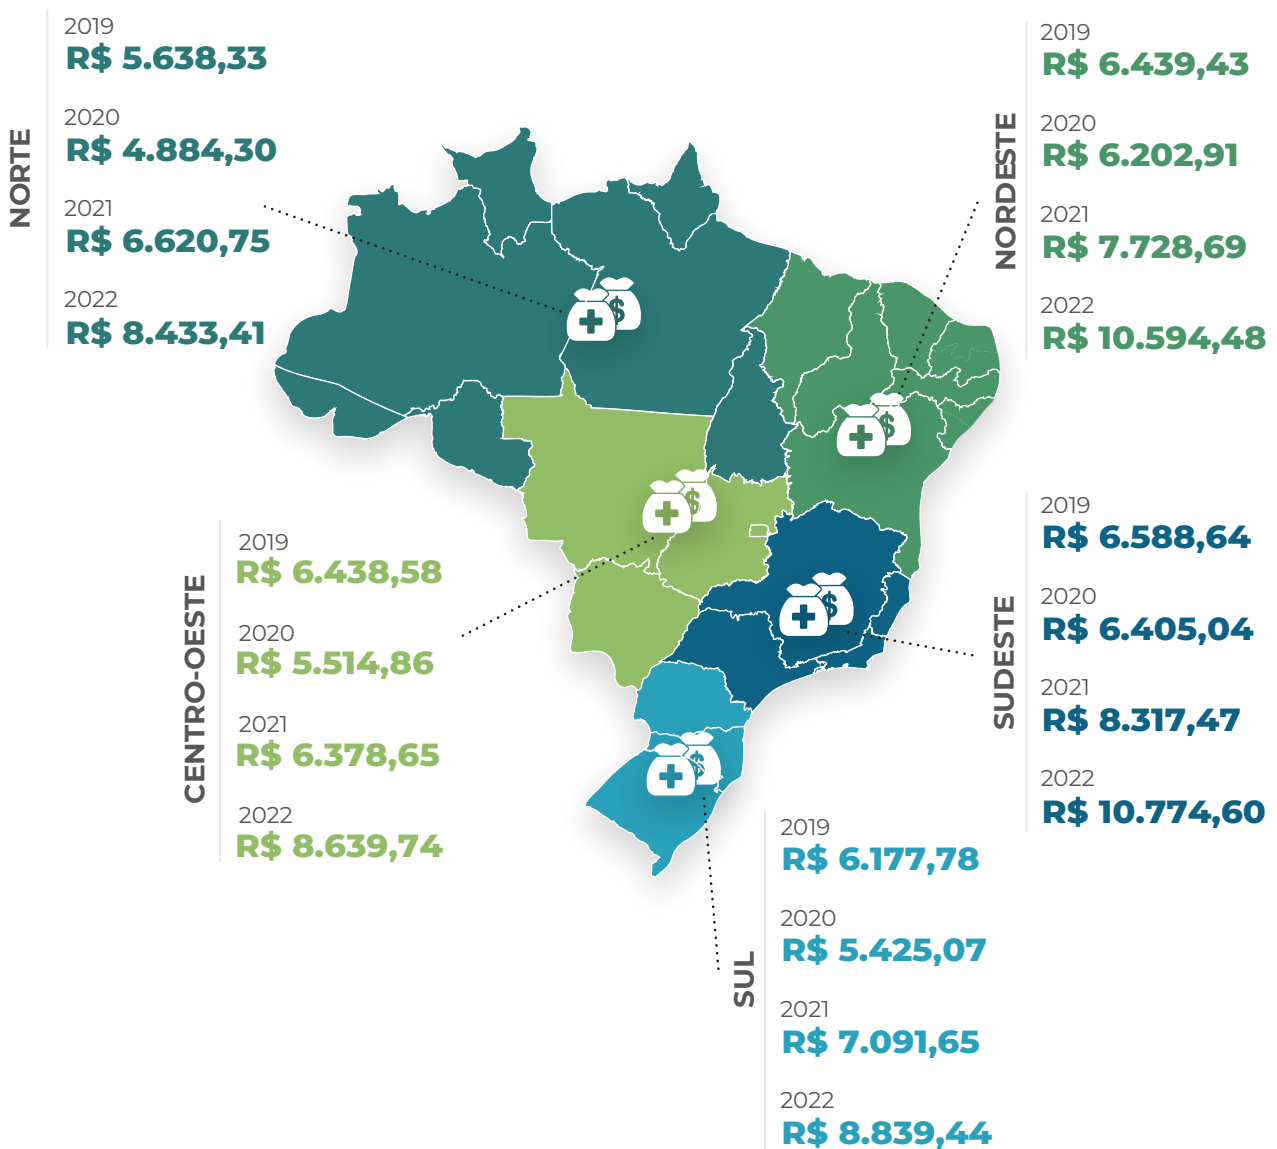 NORTE
2019
R$ 5.638,33
2020
R$ 4.884,30
2021
R$ 6.620,75
2022
R$ 8.433,41
NORDESTE
2019
R$ 6.439,43
2020
R$ 6.202,91
2021
R$ 7.728,69
2022
R$ 10.594,48
CENTRO-OESTE
2019
R$ 6.438,58
2020
R$ 5.514,86
2021
R$ 6.378,65
2022
R$ 8.639,74
SUDESTE
2019
R$ 6.588,64
2020
R$ 6.405,04
2021
R$ 8.317,47
2022
R$ 10.774,60
SUL
2019
R$ 6.177,78
2020
R$ 5.425,07
2021
R$ 7.091,65
2022
R$ 8.839,44
$
$
$
$
$